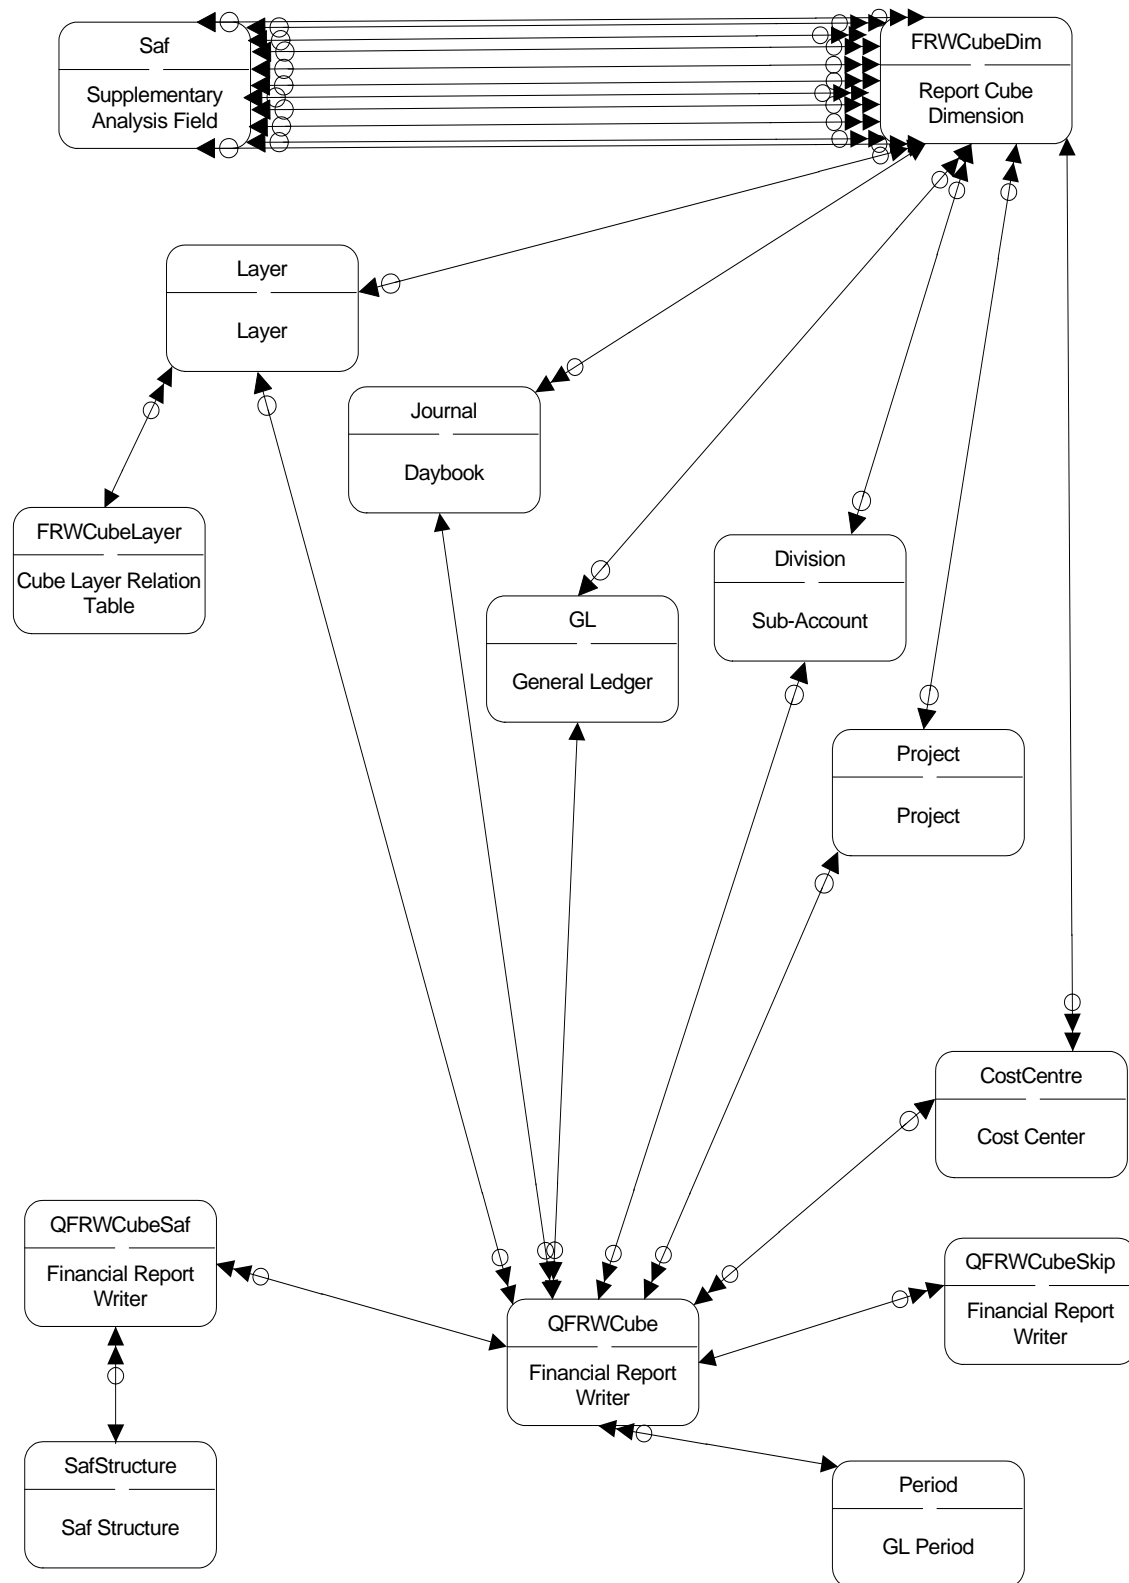 Saf
Supplementary
Analysis Field
FRWCubeDim
Report Cube
Dimension
Layer
Layer
Journal
Daybook
FRWCubeLayer
Cube Layer Relation
Table
Division
Sub-Account
GL
General Ledger
Project
Project
CostCentre
Cost Center
QFRWCubeSaf
Financial Report
Writer
QFRWCubeSkip
Financial Report
Writer
QFRWCube
Financial Report
Writer
SafStructure
Saf Structure
Period
GL Period